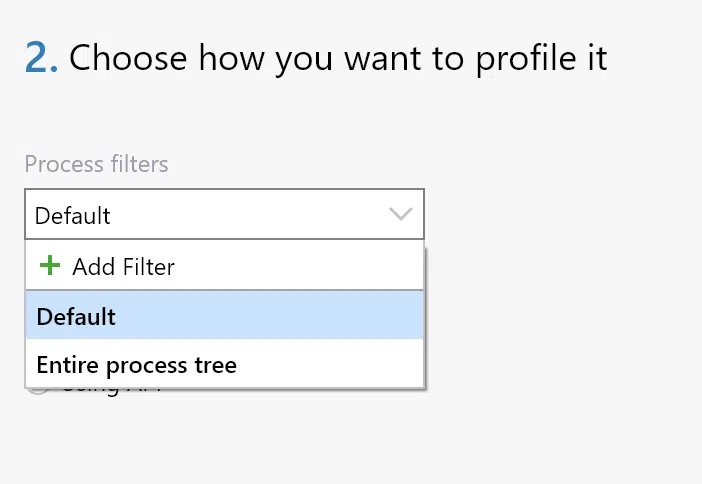 2. Choose how you want to profile it
Process filters
Default
Add Filter
Default
Entire process tree